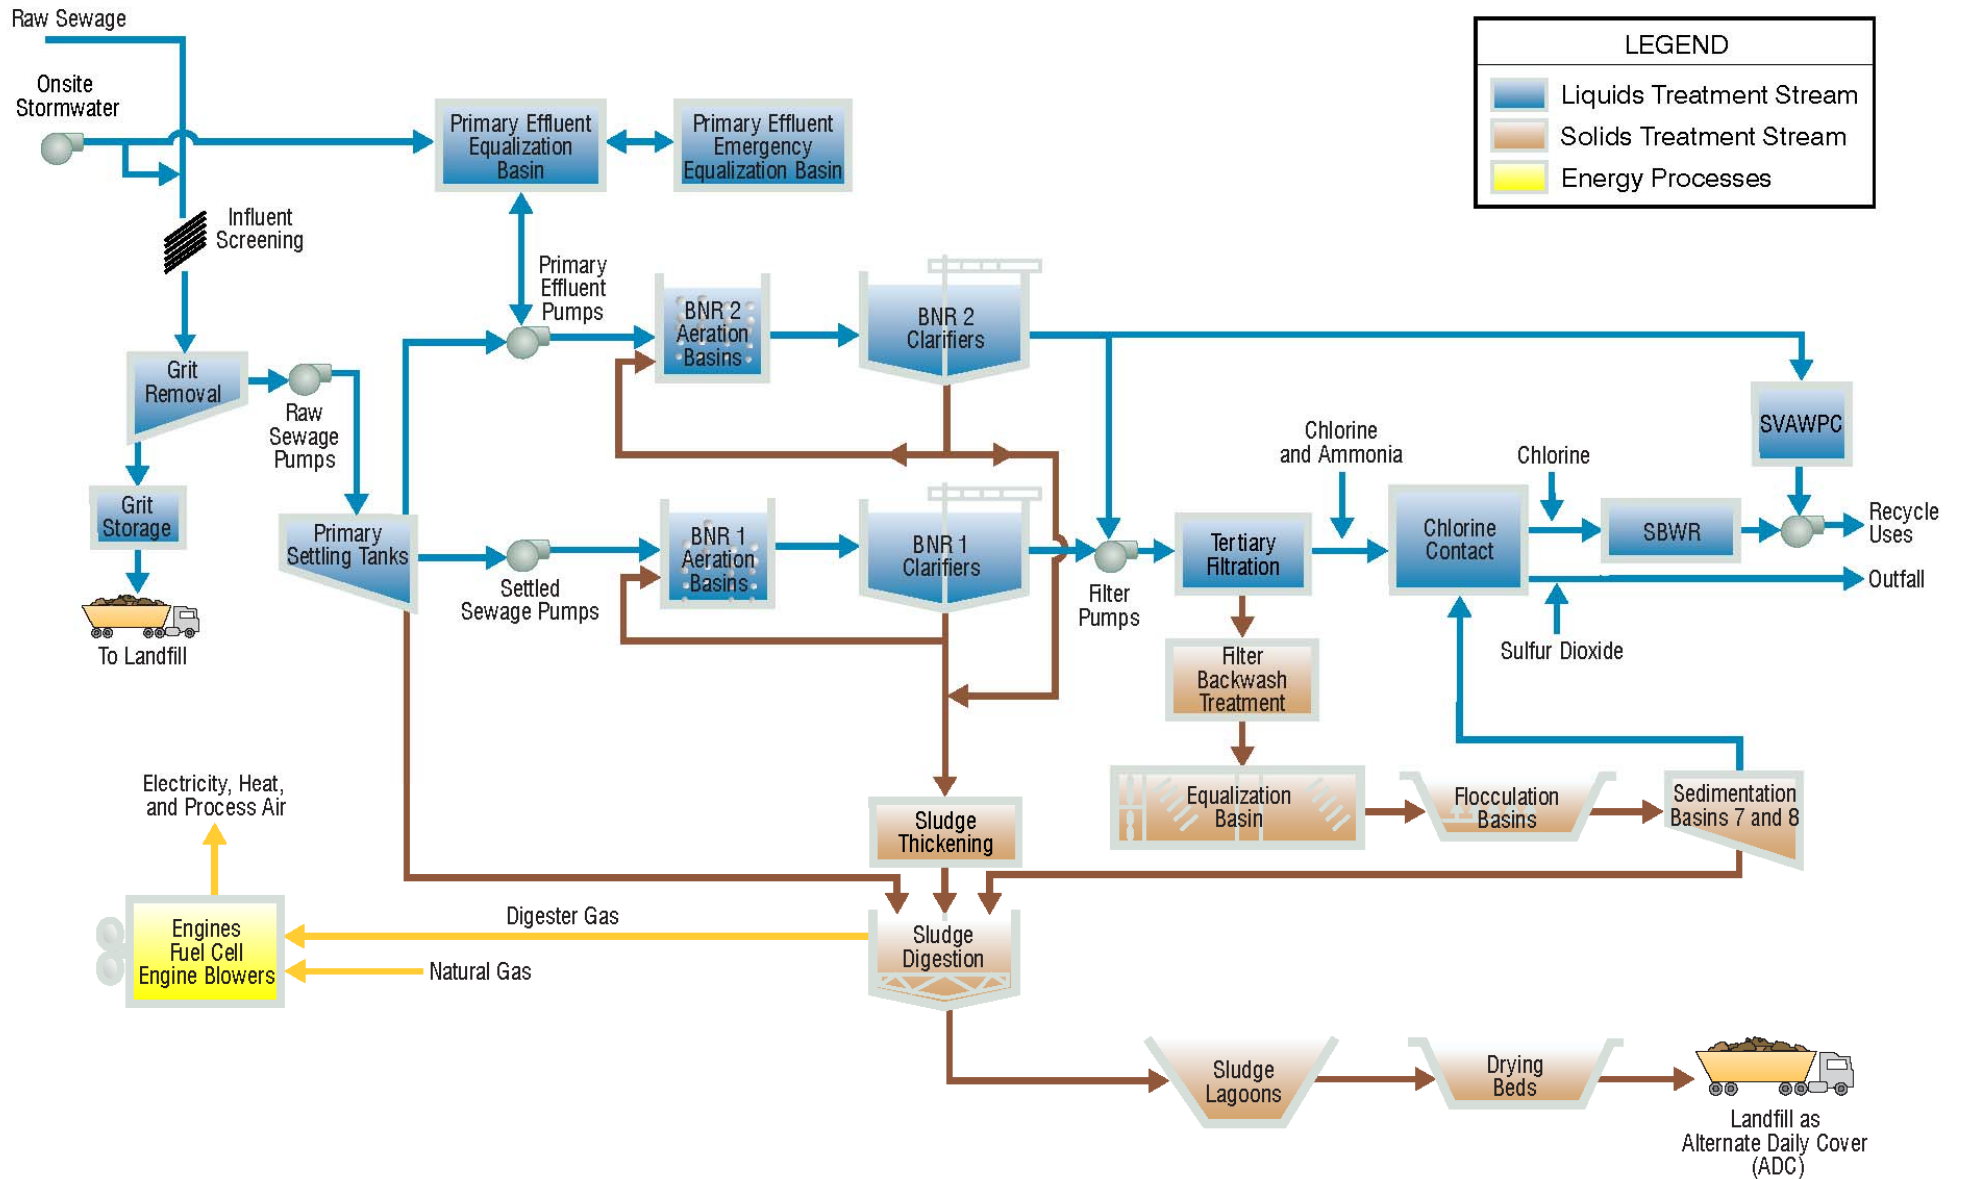 Raw Sewage
Onsite
Stormwater
Influent
Screening
Primary Effluent
Equalization
Basin
Primary Effluent
Emergency
Equalization Basin
LEGEND
Liquids Treatment Stream
Solids Treatment Stream
Energy Processes
Primary
Effluent
Pumps
BNR 2
Aeration
Basins
BNR 2
Clarifiers
Grit
Removal
Raw
Sewage
Pumps
SVAWPC
Chlorine
and Ammonia
Chlorine
Grit
Storage
To Landfill
Primary
Settling Tanks
Settled
Sewage Pumps
BNR 1
Aeration
Basins
BNR 1
Clarifiers
Filter
Pumps
Tertiary
Filtration
Chlorine
Contact
SBWR
Recycle
Uses
Outfall
Sulfur Dioxide
Filter
Backwash
Treatment
Equalization
Basin
Flocculation
Basins
Sedimentation
Basins 7 and 8
Electricity, Heat,
and Process Air
Sludge
Thickening
Engines
Fuel Cell
Engine Blowers
Digester Gas
Natural Gas
Sludge
Digestion
Sludge
Lagoons
Drying
Beds
Landfill as
Alternate Daily Cover
(ADC)